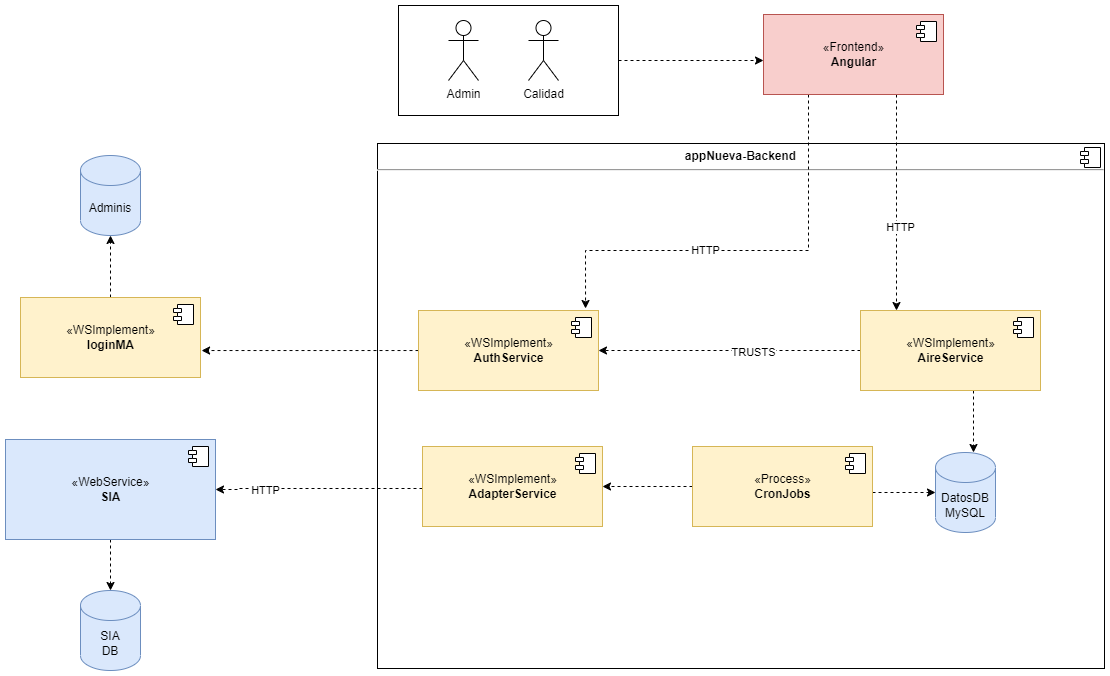 Admin
Calidad
«Frontend»
Angular
appNueva-Backend
Adminis
HTTP
HTTP
«WSImplement»
loginMA
«WSImplement»
AuthService
TRUSTS
«WSImplement»
AireService
«WebService»
SIA
HTTP
«WSImplement»
AdapterService
«Process»
CronJobs
DatosDB
MySQL
SIA
DB